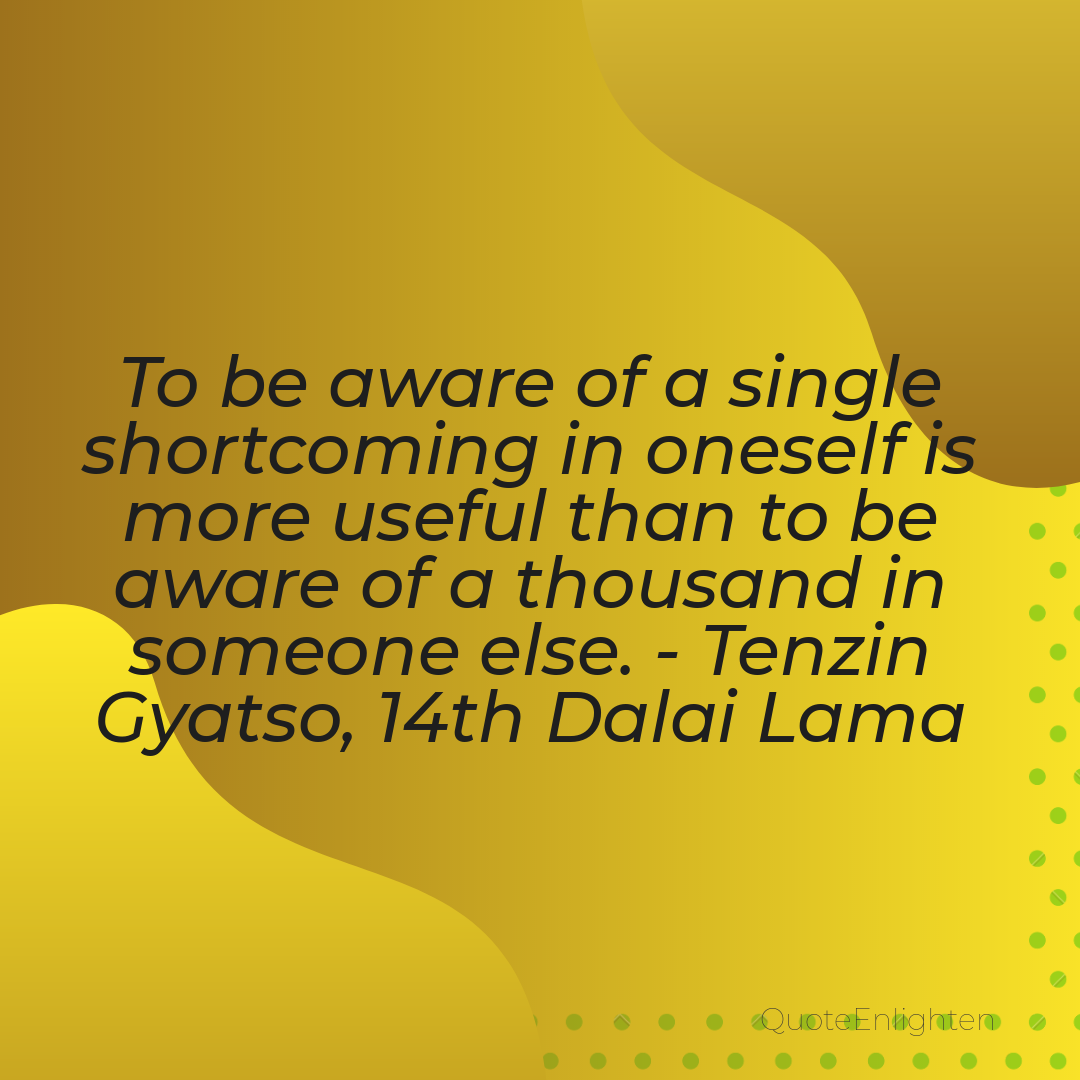 To be aware of a single
shortcoming in oneself is
more useful than to be
aware of a thousand in
someone else. - Tenzin
Gyatso, 14th Dalai Lama
QuoteEnlighten